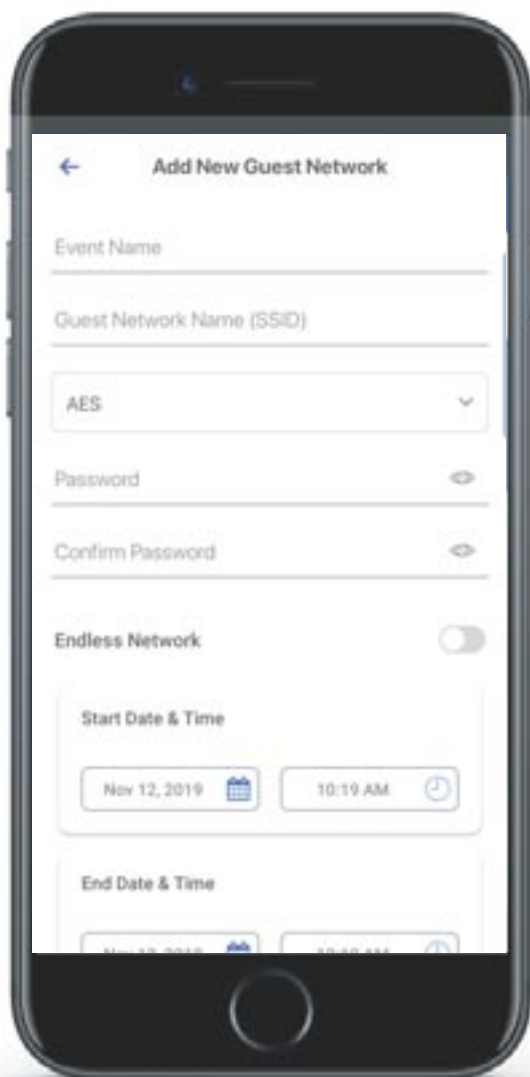 Add New Guest Network
Event Name
Guest Network Name (SSID)
AES
Password
Confirm Password
Endless Network
Start Date & Time
Nov 12, 2019 10:19 AM
End Date & Time